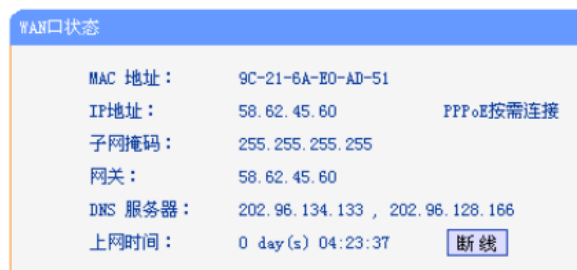 WAN口状态
MAC 地址： 9C-21-6A-E0-AD-51
IP地址： 58.62.45.60 PPPoE按需连接
子网掩码： 255.255.255.255
网关： 58.62.45.60
DNS 服务器： 202.96.134.133 , 202.96.128.166
上网时间： 0 day(s) 04:23:37 断线